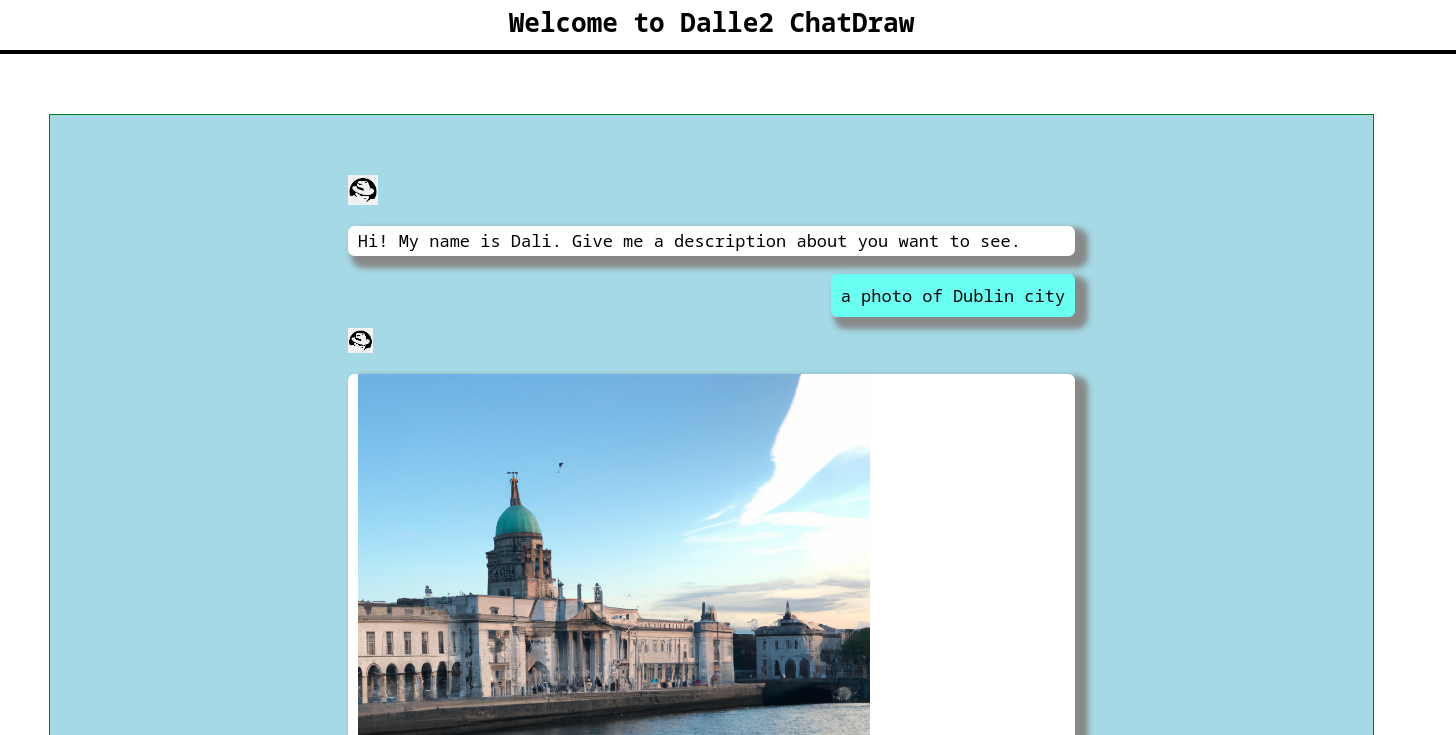 Welcome to Dalle2 ChatDraw
Hi! My name is Dali. Give me a description about you want to see.
a photo of Dublin city